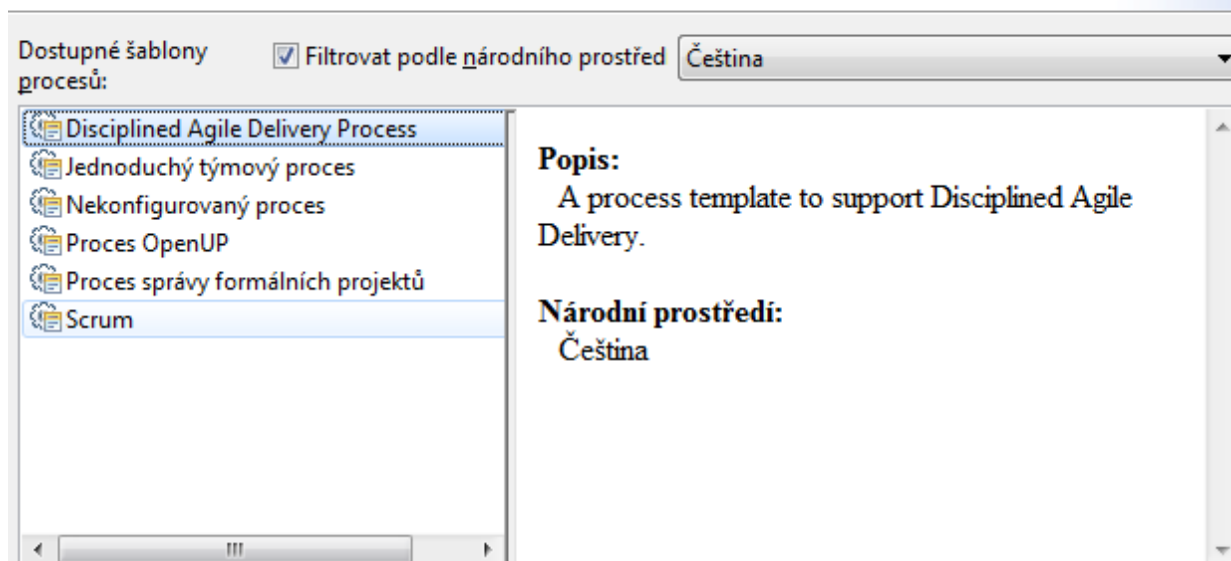 Dostupné šablony
procesů:
Filtrovat podle národního prostřed
Čeština
Disciplined Agile Delivery Process
Jednoduchý týmový proces
Nekonfigurovaný proces
Proces OpenUP
Proces správy formálních projektů
Scrum
Popis:
A process template to support Disciplined Agile
Delivery.
Národní prostředí:
Čeština